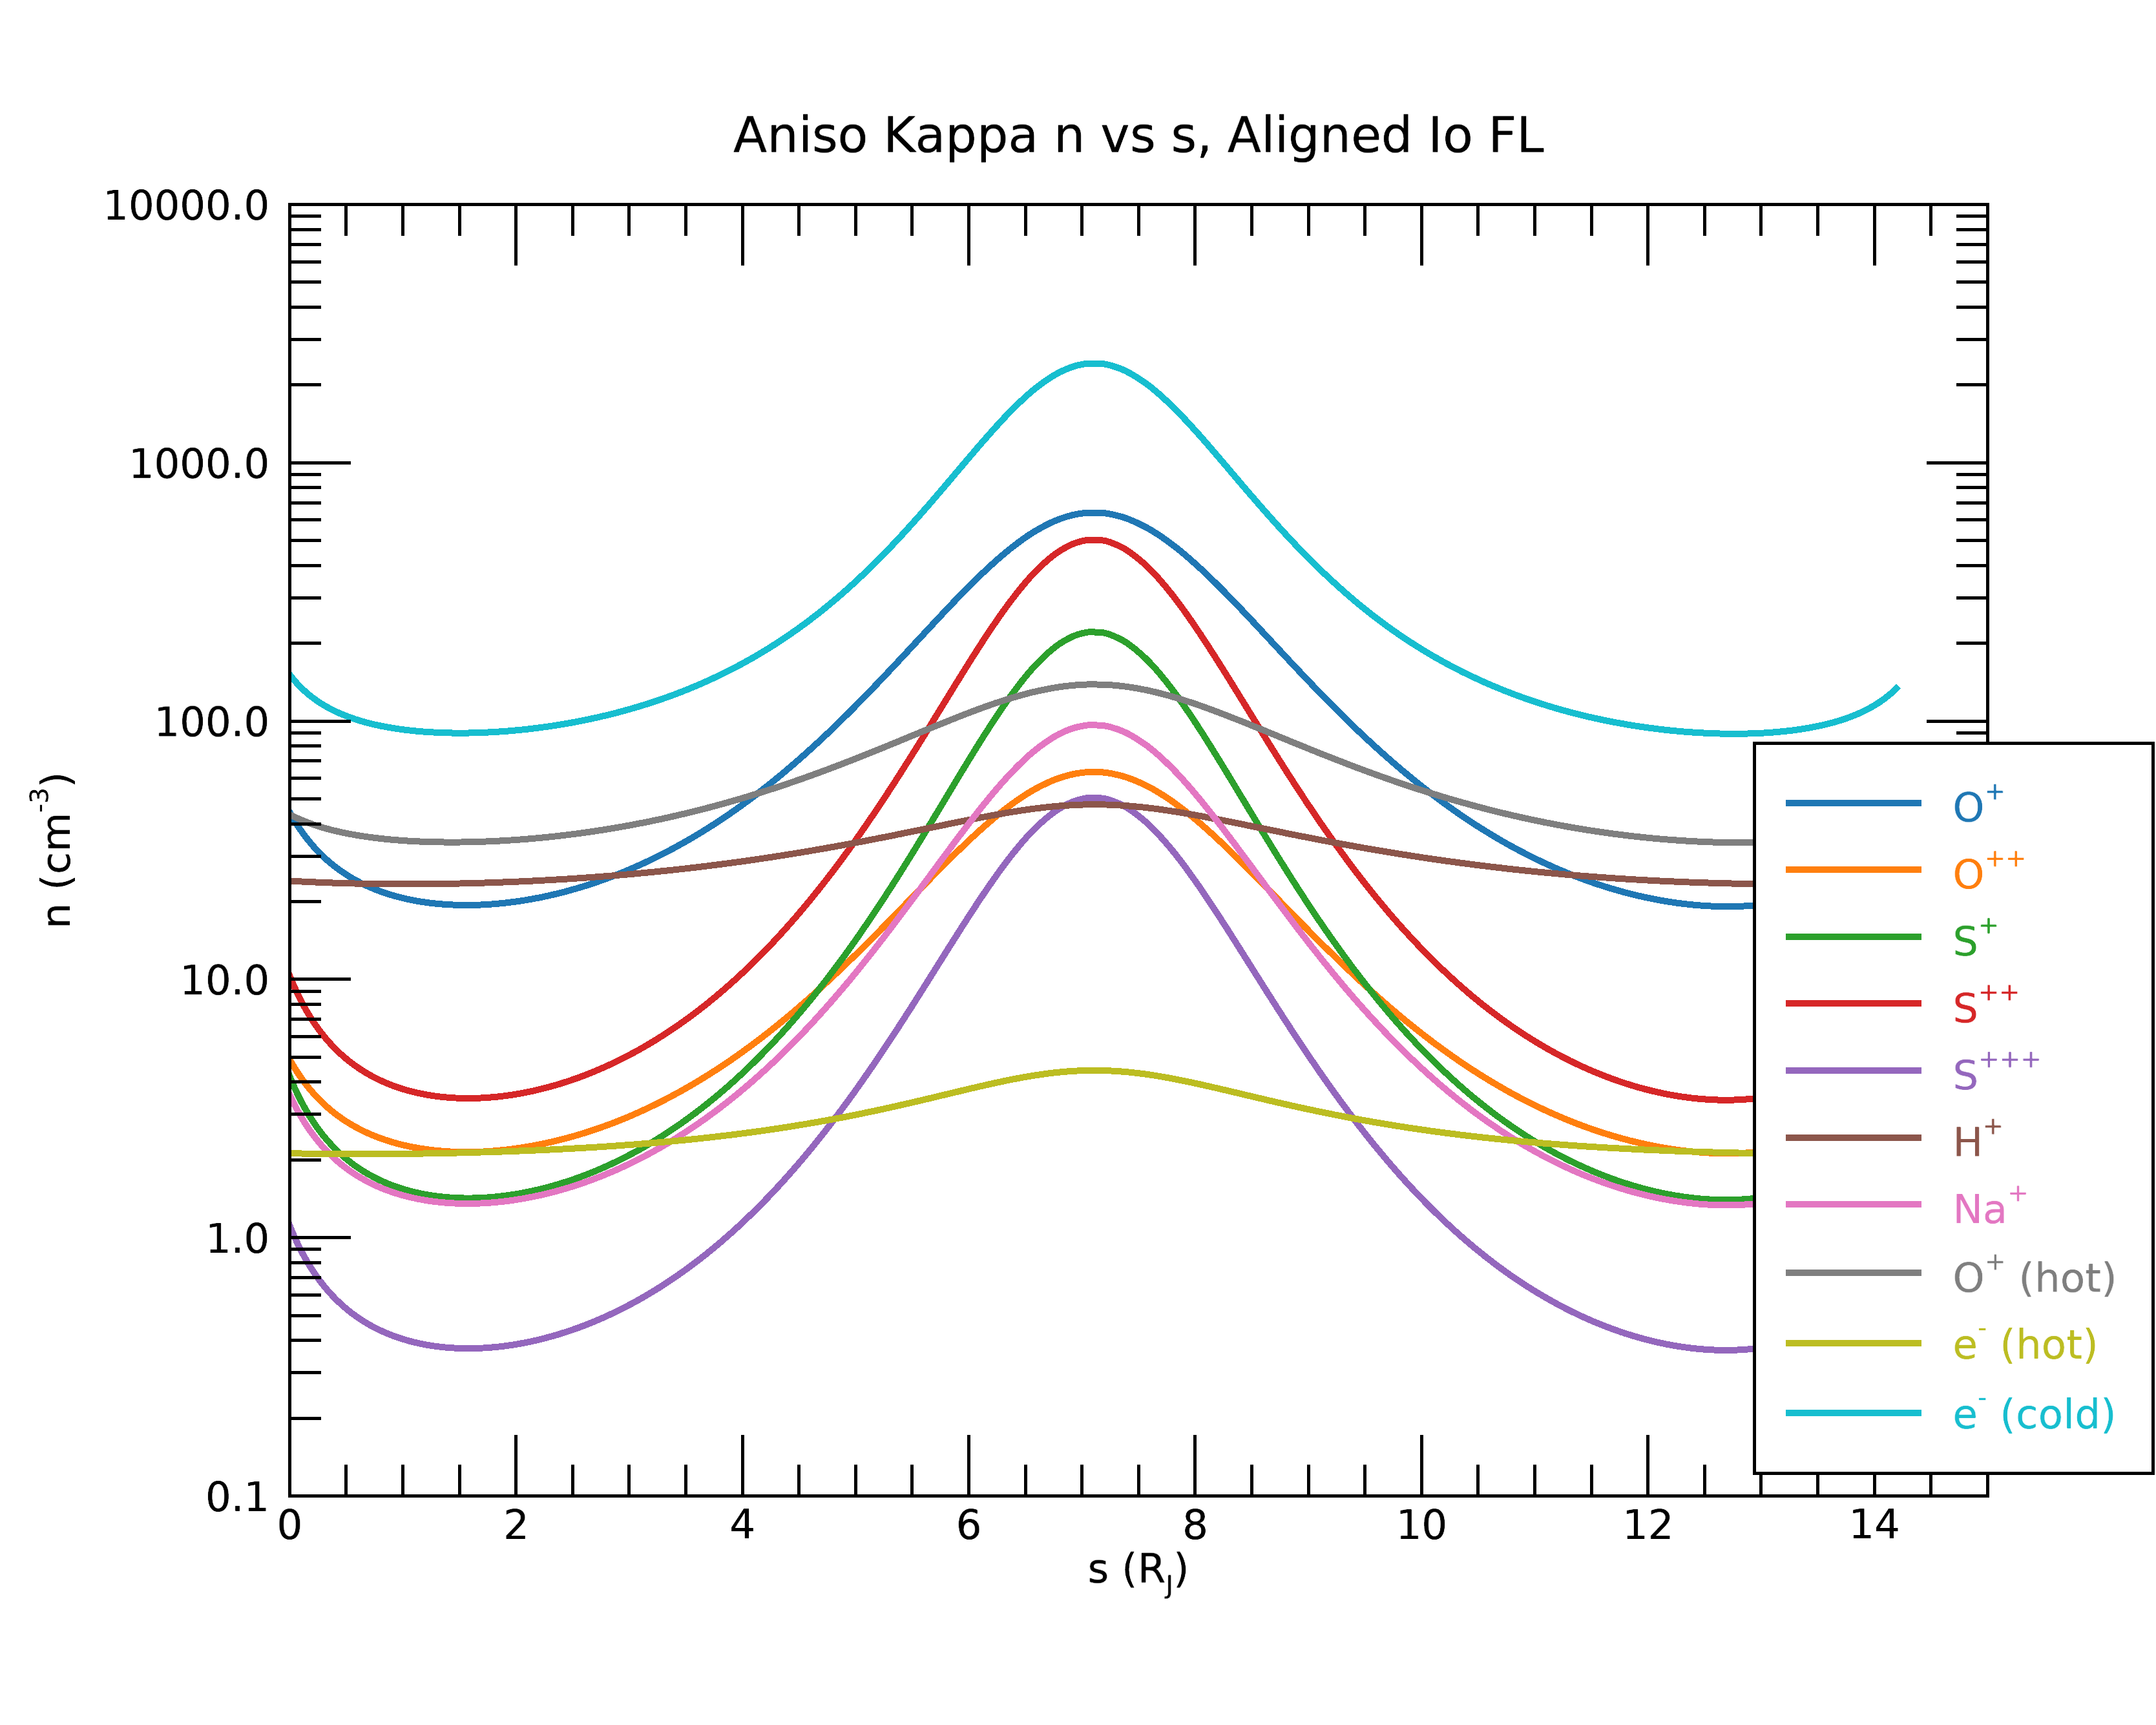 Aniso Kappa n vs s, Aligned Io FL
10000.0
1000.0
100.0
10.0
1.0
0.1
n (cm⁻³)
0 2 4 6 8 10 12 14
s (R_J)
O⁺
O⁺⁺
S⁺
S⁺⁺
S⁺⁺⁺
H⁺
Na⁺
O⁺ (hot)
e⁻ (hot)
e⁻ (cold)